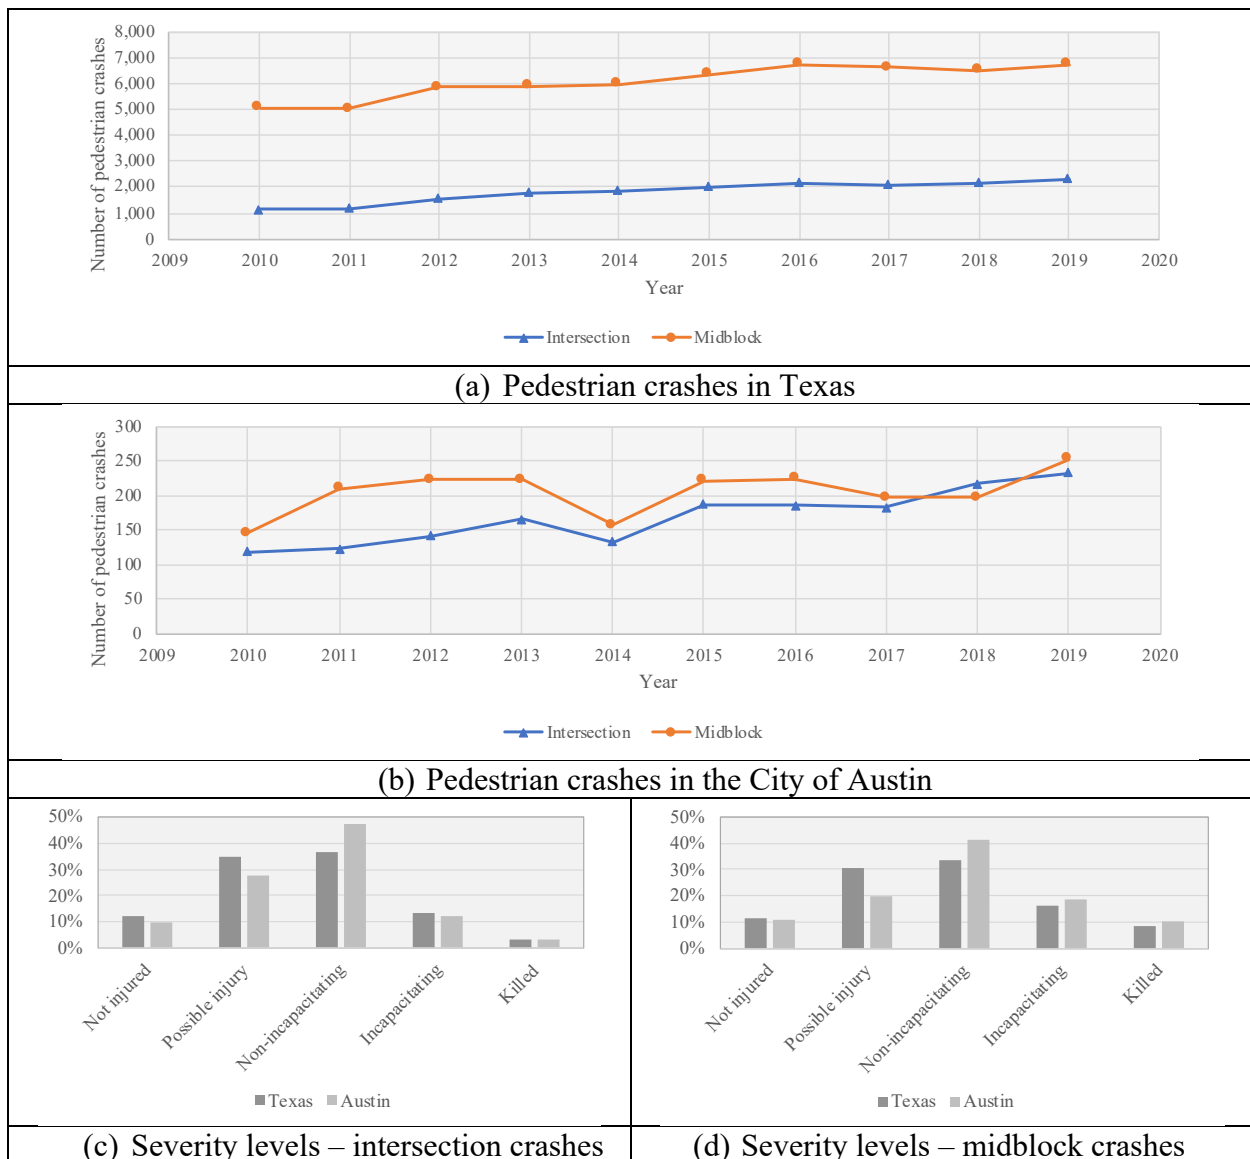 8,000
7,000
6,000
5,000
4,000
3,000
2,000
1,000
0
Number of pedestrian crashes
2009 2010 2011 2012 2013 2014 2015 2016 2017 2018 2019 2020
Year
Intersection Midblock
(a) Pedestrian crashes in Texas
300
250
200
150
100
50
0
Number of pedestrian crashes
2009 2010 2011 2012 2013 2014 2015 2016 2017 2018 2019 2020
Year
Intersection Midblock
(b) Pedestrian crashes in the City of Austin
50%
40%
30%
20%
10%
0%
Not injured
Possible injury
Non-incapacitating
Incapacitating
Killed
Texas Austin
(c) Severity levels – intersection crashes
50%
40%
30%
20%
10%
0%
Not injured
Possible injury
Non-incapacitating
Incapacitating
Killed
Texas Austin
(d) Severity levels – midblock crashes